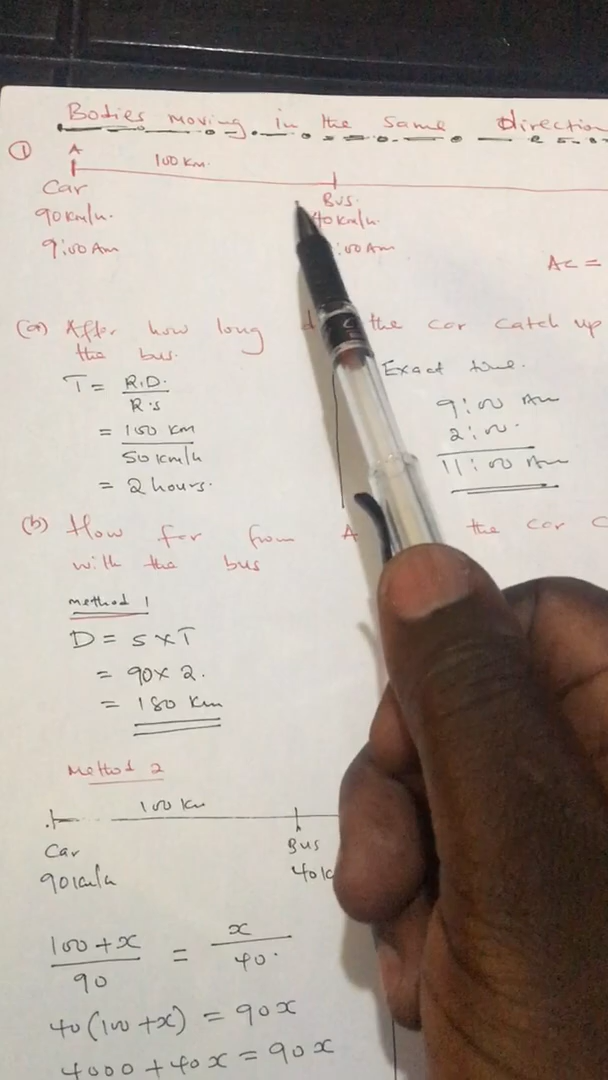 Bodies moving in the same direction
1
A
100 km.
Car
Bus.
90 km/h.
40 km/h.
9:00 Am
:00 Am
AC =
(a) After how long the car catch up
the bus.
T = R.D.
R.S
Exact time.
= 100 km
50 km/h
9:00 Am
2:00.
= 2 hours.
11:00 Am
(b) How far from A the car
with the bus
method 1
D = S x T
= 90 x 2.
= 180 km
Method 2
100 km
Car
Bus
90 km/h
40
100 + x = x
90 40.
40(100 + x) = 90x
4000 + 40x = 90x